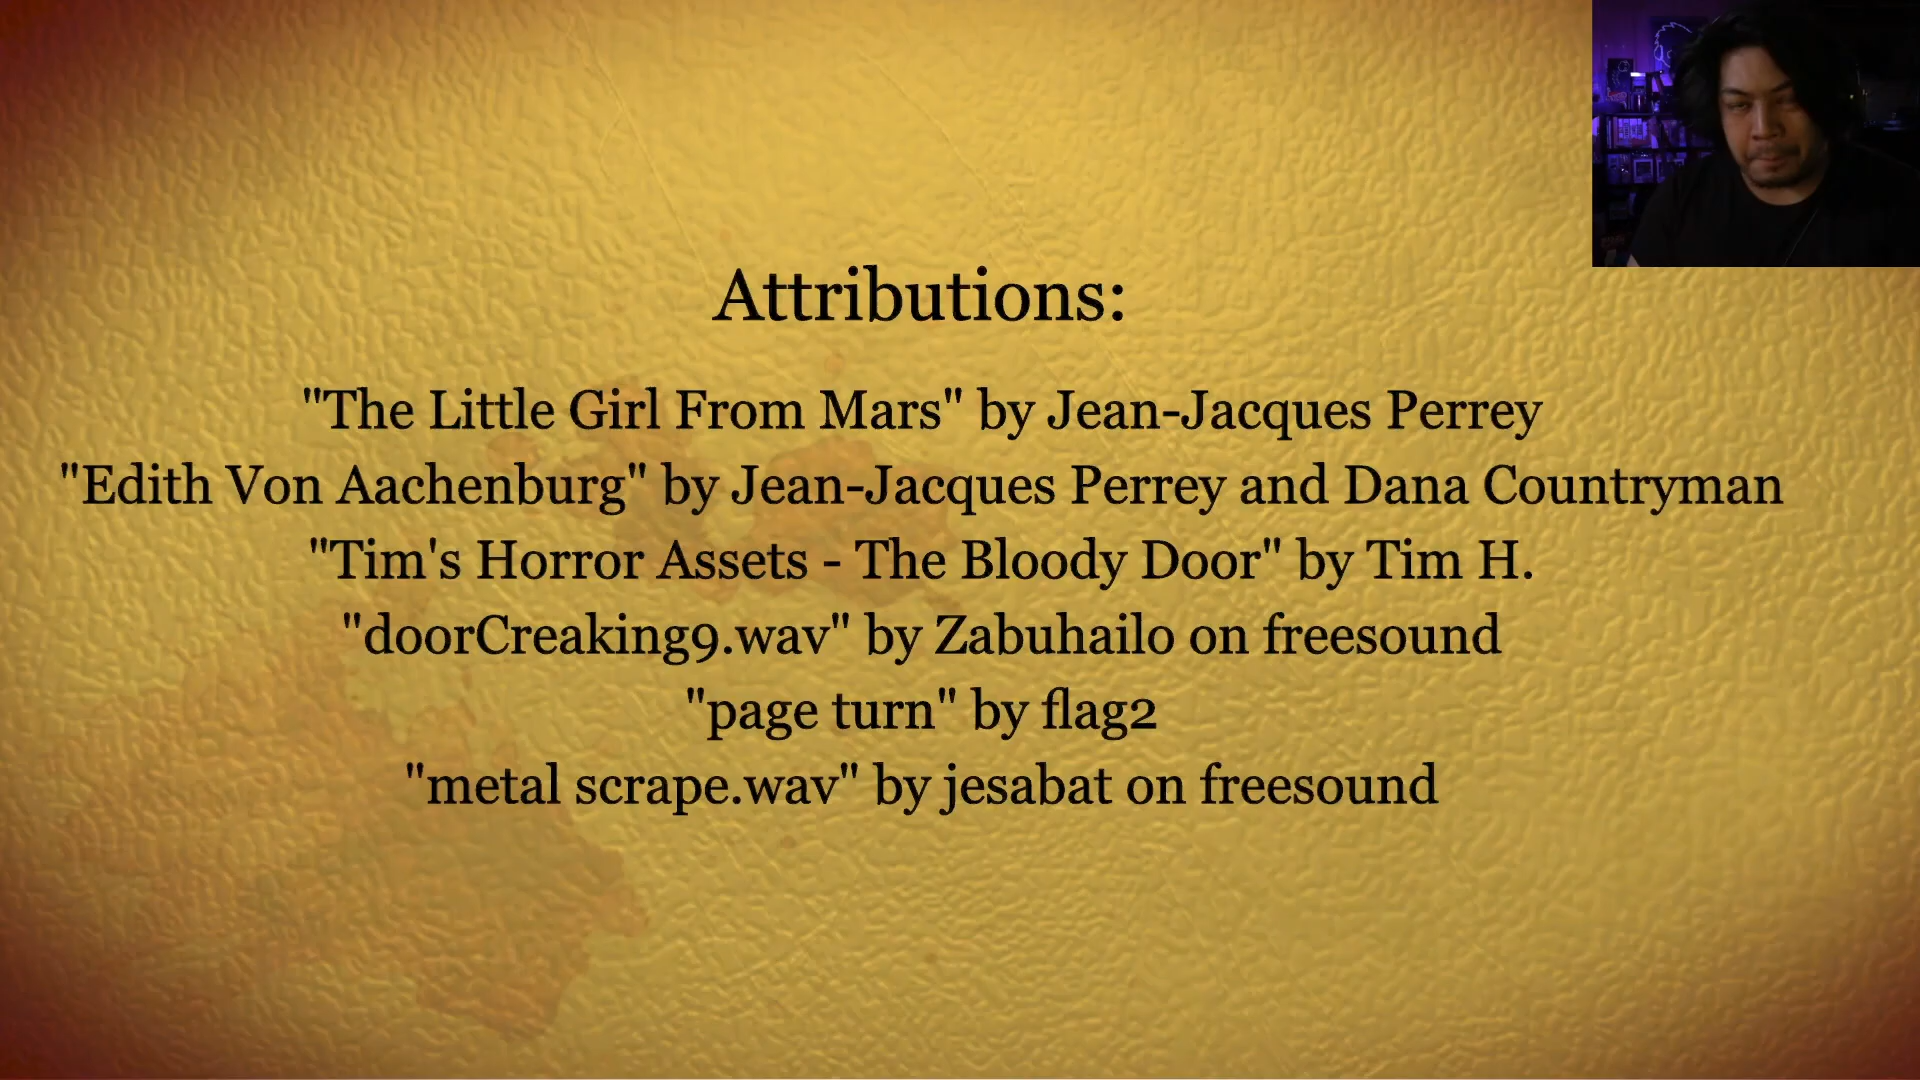 Attributions:
"The Little Girl From Mars" by Jean-Jacques Perrey
"Edith Von Aachenburg" by Jean-Jacques Perrey and Dana Countryman
"Tim's Horror Assets - The Bloody Door" by Tim H.
"doorCreaking9.wav" by Zabuhailo on freesound
"page turn" by flag2
"metal scrape.wav" by jesabat on freesound